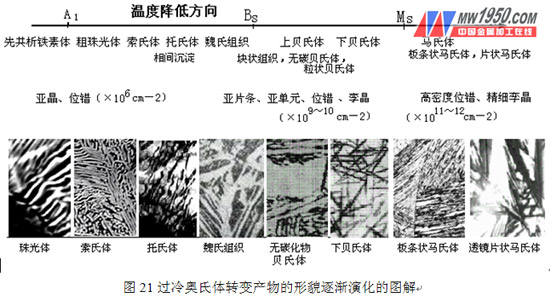 MW1950.COM
中国金属加工在线
温度降低方向
A1
BS
MS
先共析铁素体 粗珠光体 索氏体 托氏体 魏氏组织 上贝氏体 下贝氏体 马氏体
相间沉淀 块状组织，无碳贝氏体， 板条状马氏体，片状马氏体
粒状贝氏体
亚晶、位错（×10 6 cm－2） 亚片条、亚单元、位错 、孪晶 高密度位错、精细孪晶
（×10 9～10 cm－2） （×10 11～12 cm－2）
珠光体 索氏体 托氏体 魏氏组织 无碳化物 下贝氏体 板条状马氏体 透镜片状马氏体
贝氏体
图 21 过冷奥氏体转变产物的形貌逐渐演化的图解